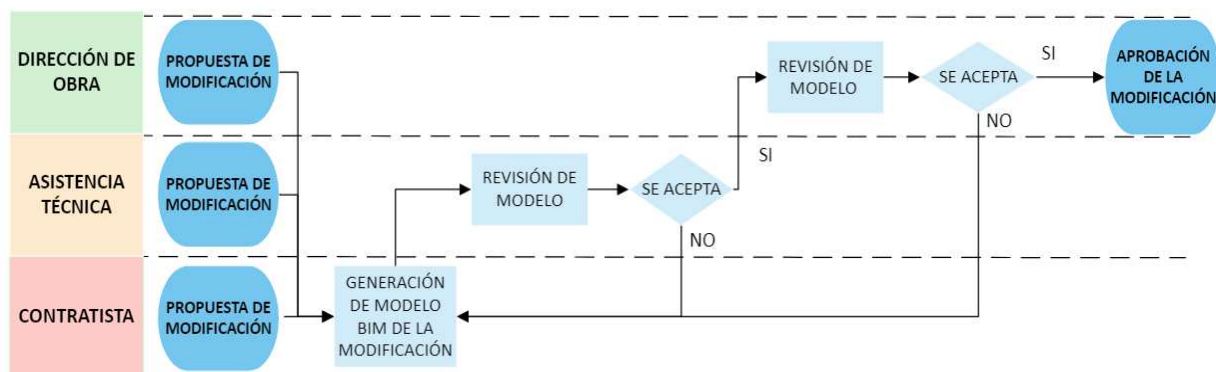 DIRECCIÓN DE
OBRA
PROPUESTA DE
MODIFICACIÓN
REVISIÓN DE
MODELO
SE ACEPTA
SI
NO
APROBACIÓN
DE LA
MODIFICACIÓN
ASISTENCIA
TÉCNICA
PROPUESTA DE
MODIFICACIÓN
REVISIÓN DE
MODELO
SE ACEPTA
SI
NO
CONTRATISTA
PROPUESTA DE
MODIFICACIÓN
GENERACIÓN
DE MODELO
BIM DE LA
MODIFICACIÓN